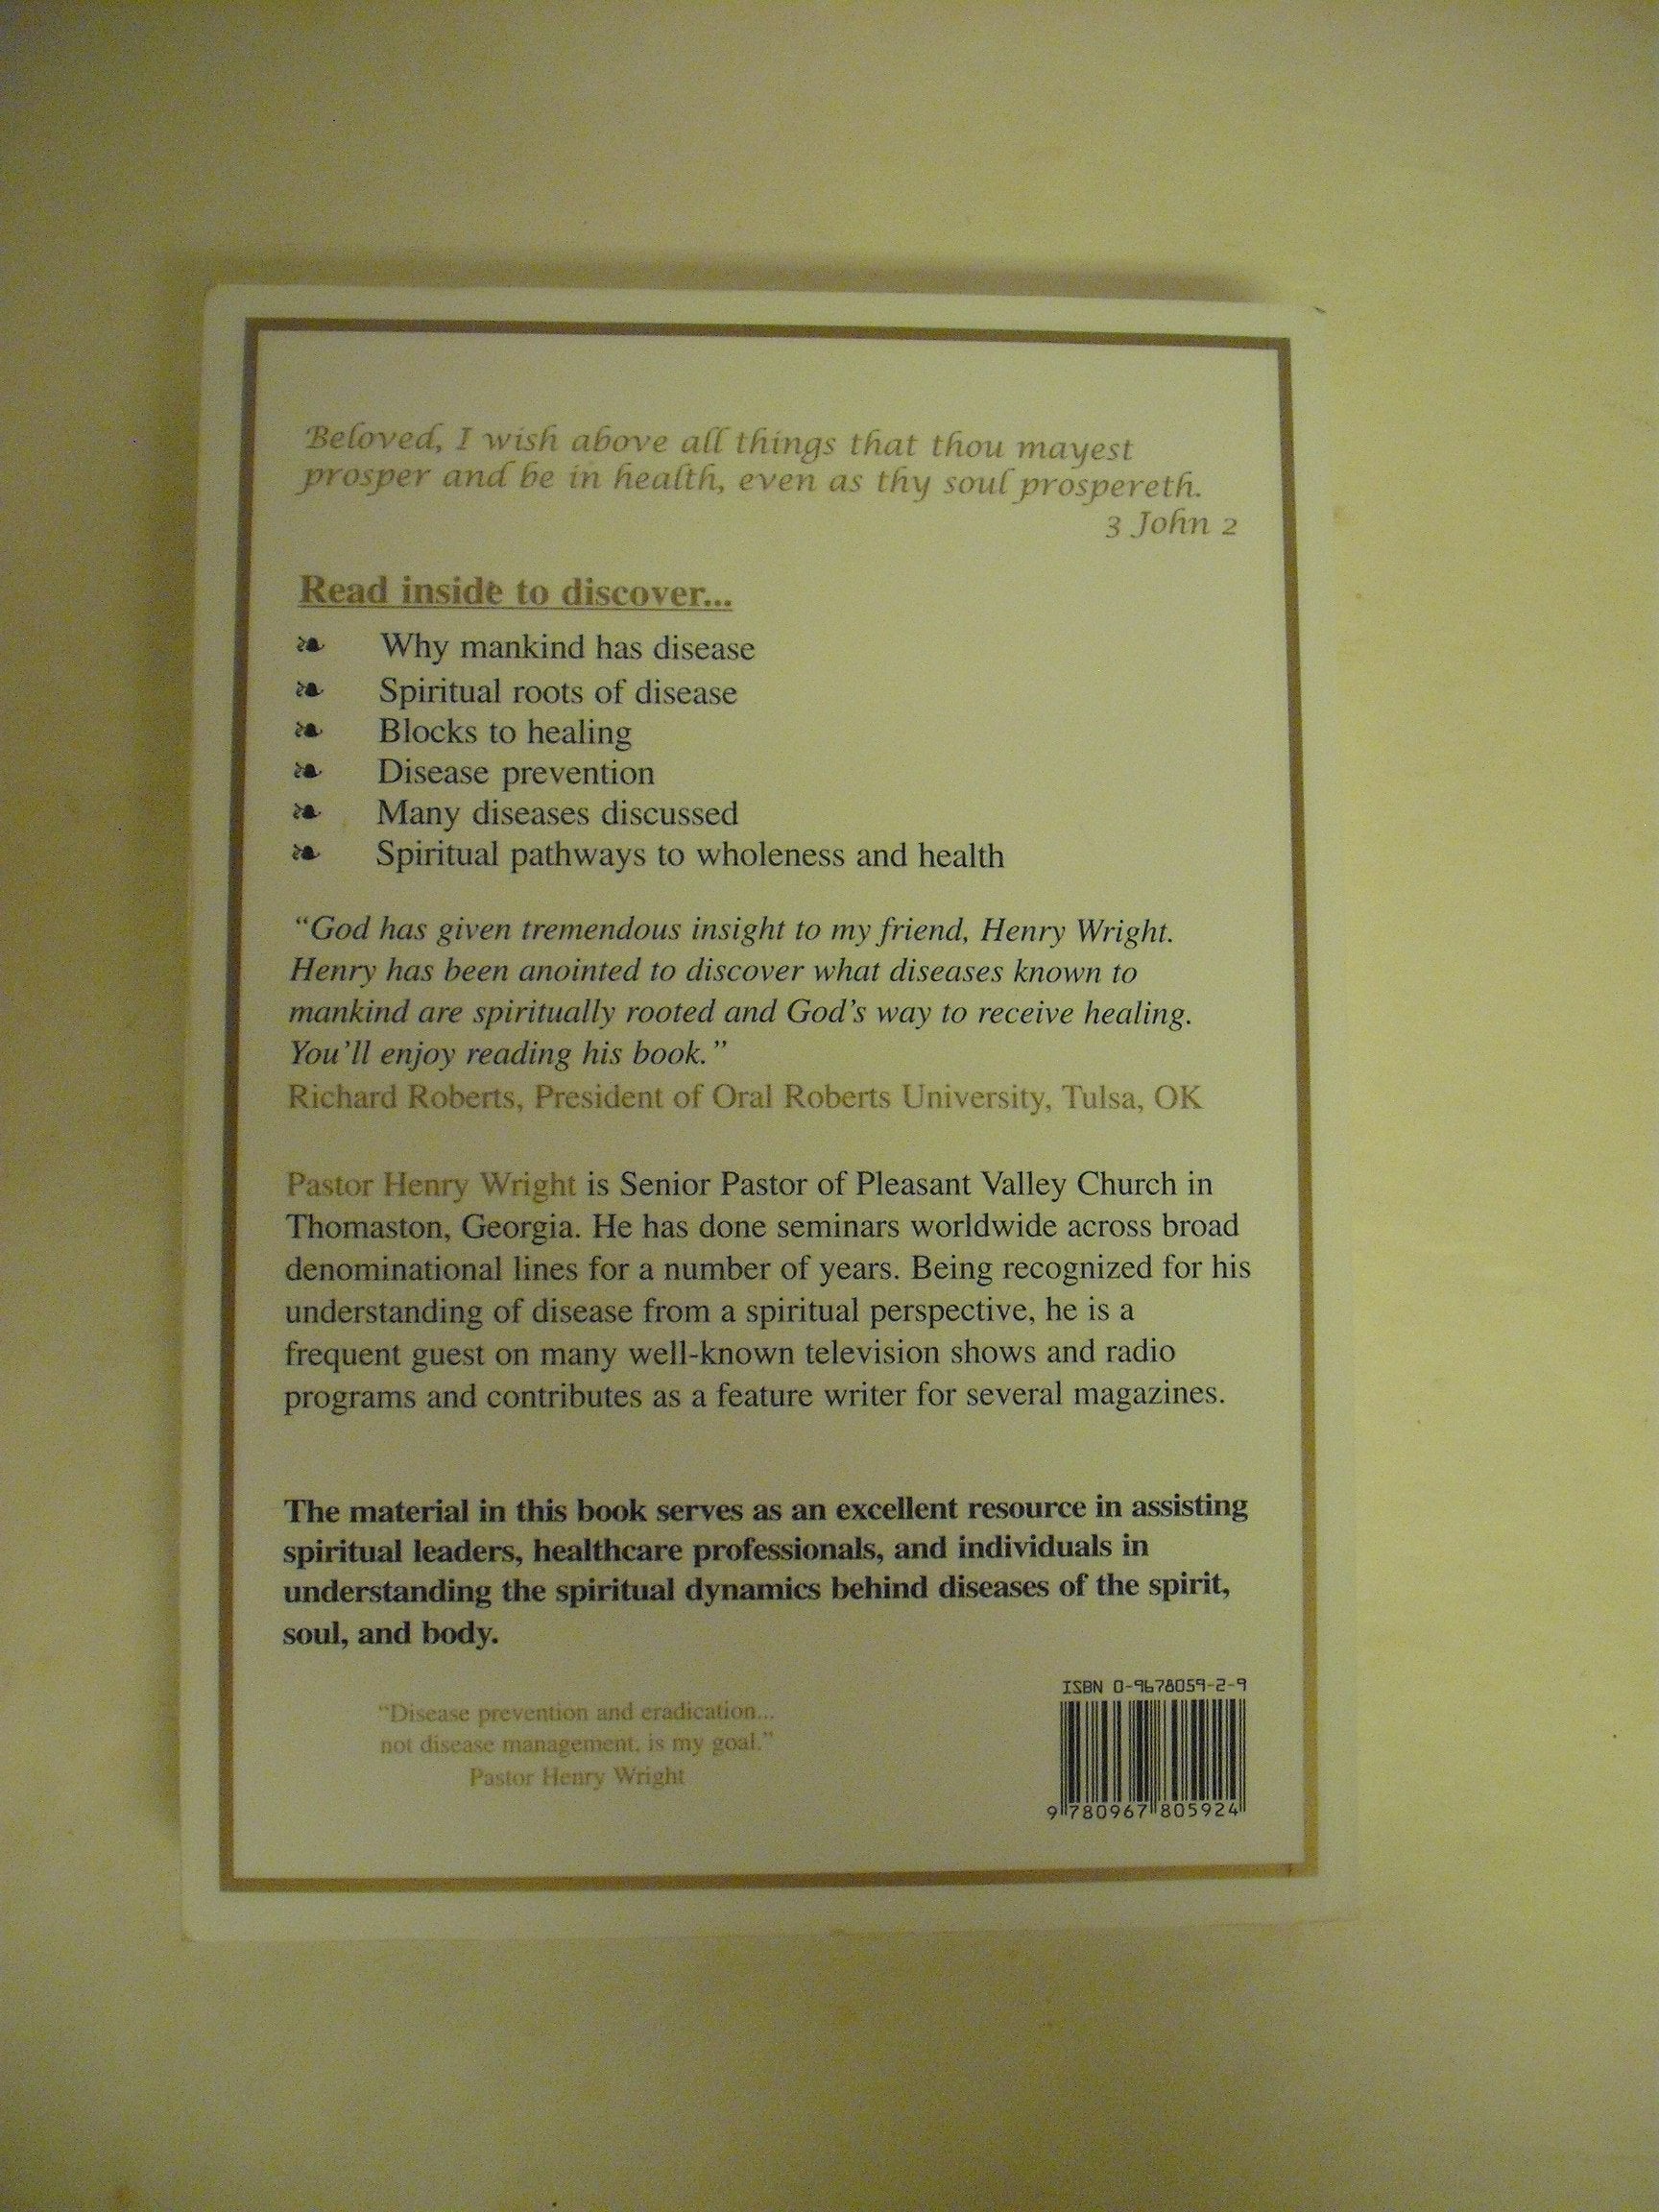 Beloved, I wish above all things that thou mayest
prosper and be in health, even as thy soul prospereth.
3 John 2
Read inside to discover...
Why mankind has disease
Spiritual roots of disease
Blocks to healing
Disease prevention
Many diseases discussed
Spiritual pathways to wholeness and health
“God has given tremendous insight to my friend, Henry Wright.
Henry has been anointed to discover what diseases known to
mankind are spiritually rooted and God’s way to receive healing.
You’ll enjoy reading his book.”
Richard Roberts, President of Oral Roberts University, Tulsa, OK
Pastor Henry Wright is Senior Pastor of Pleasant Valley Church in
Thomaston, Georgia. He has done seminars worldwide across broad
denominational lines for a number of years. Being recognized for his
understanding of disease from a spiritual perspective, he is a
frequent guest on many well-known television shows and radio
programs and contributes as a feature writer for several magazines.
The material in this book serves as an excellent resource in assisting
spiritual leaders, healthcare professionals, and individuals in
understanding the spiritual dynamics behind diseases of the spirit,
soul, and body.
“Disease prevention and eradication...
not disease management, is my goal.”
Pastor Henry Wright
ISBN 0-9678059-2-9
9 780967 805924